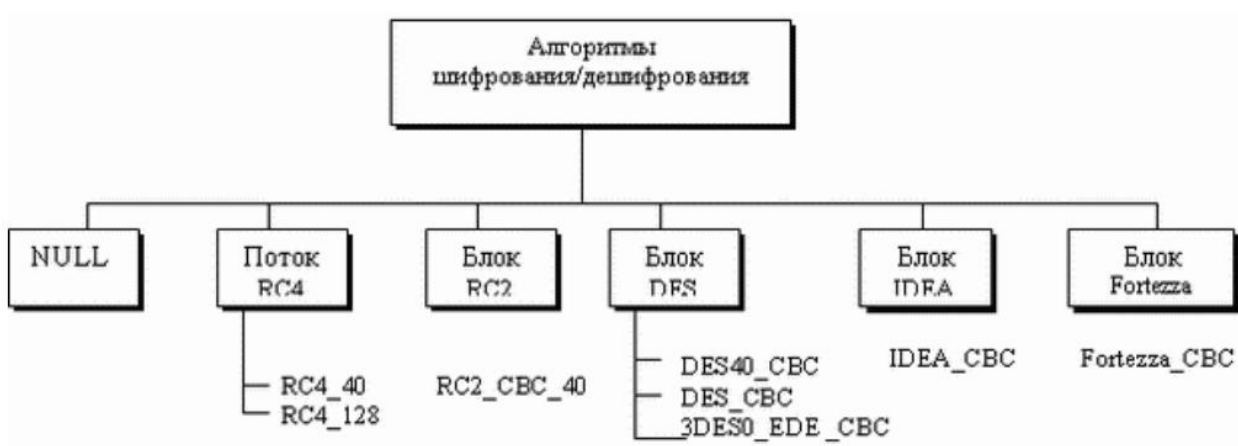 Алгоритмы
шифрования/дешифрования
NULL
Поток
RC4
Блок
RC2
Блок
DES
Блок
IDEA
Блок
Fortezza
RC4_40
RC4_128
RC2_CBC_40
DES40_CBC
DES_CBC
3DES0_EDE_CBC
IDEA_CBC
Fortezza_CBC